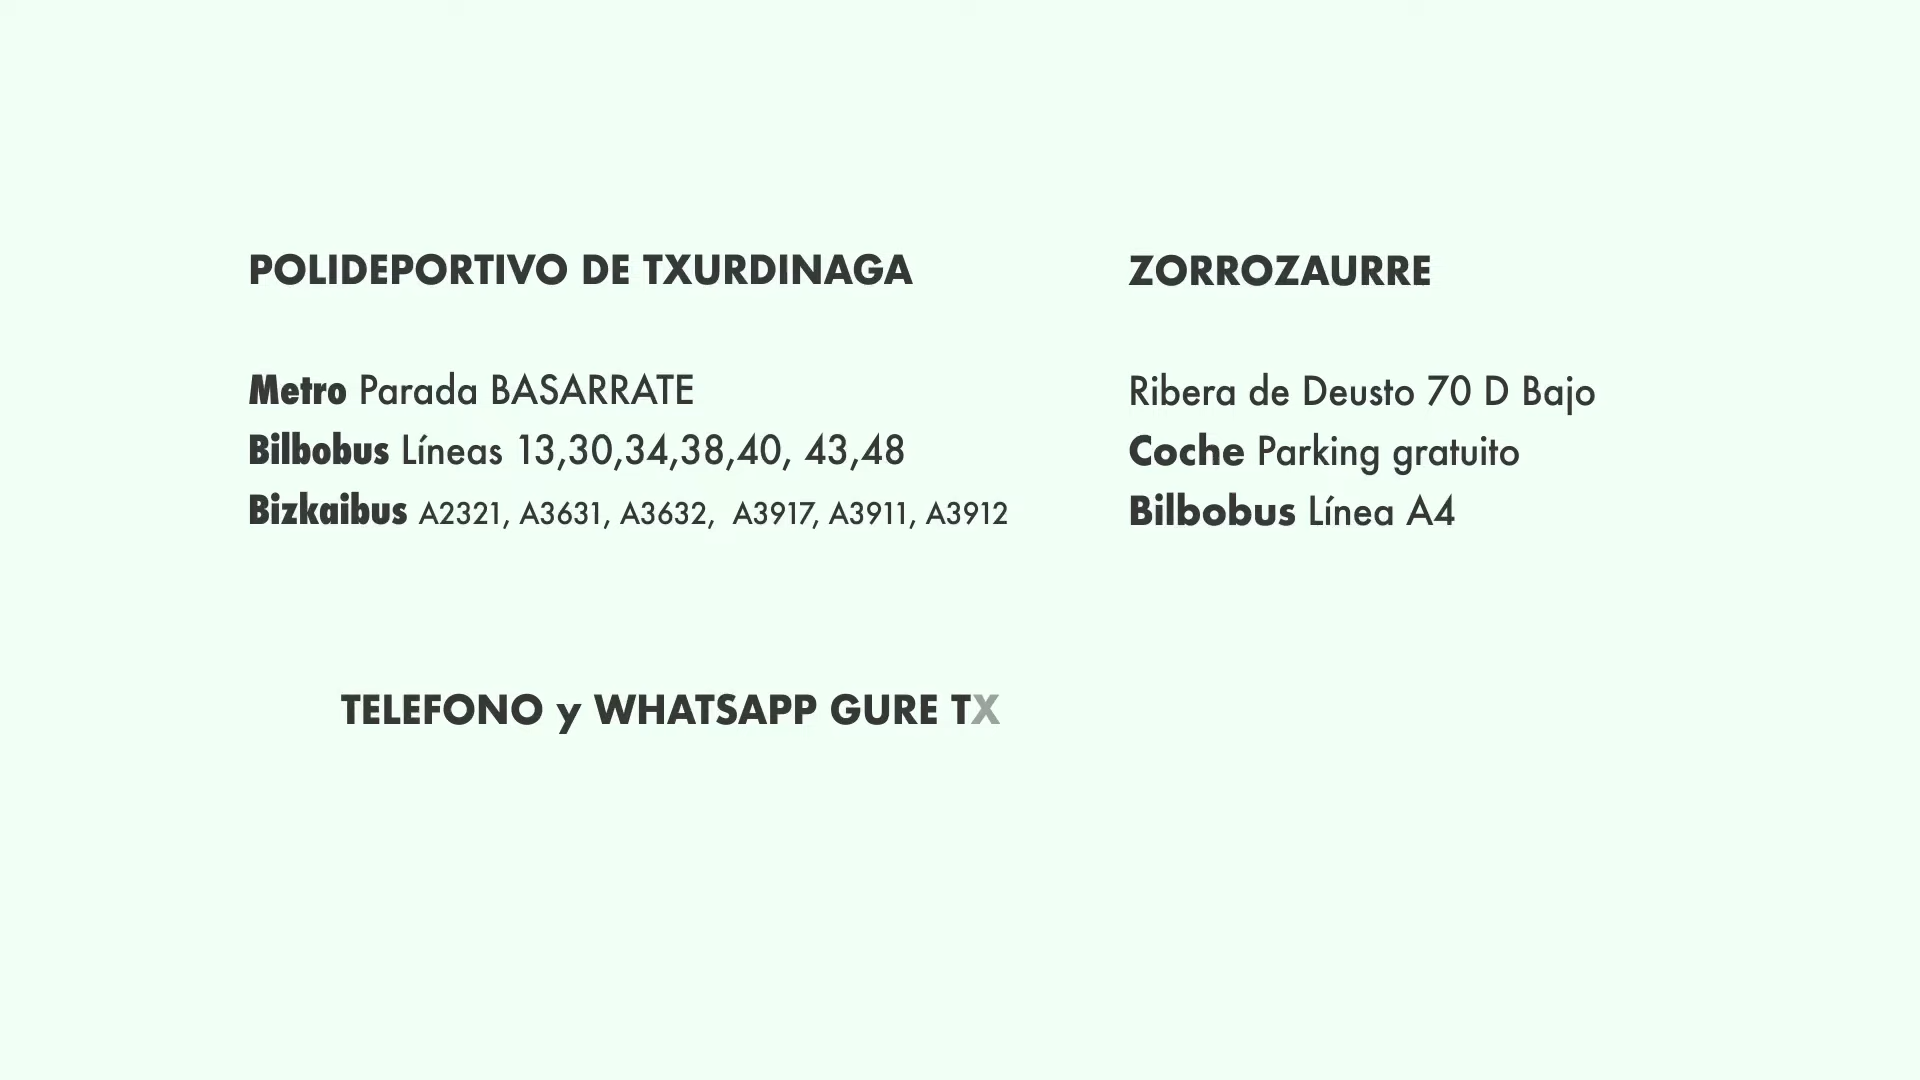 POLIDEPORTIVO DE TXURDINAGA
Metro Parada BASARRATE
Bilbobus Líneas 13,30,34,38,40, 43,48
Bizkaibus A2321, A3631, A3632, A3917, A3911, A3912
ZORROZAURRE
Ribera de Deusto 70 D Bajo
Coche Parking gratuito
Bilbobus Línea A4
TELEFONO y WHATSAPP GURE TX